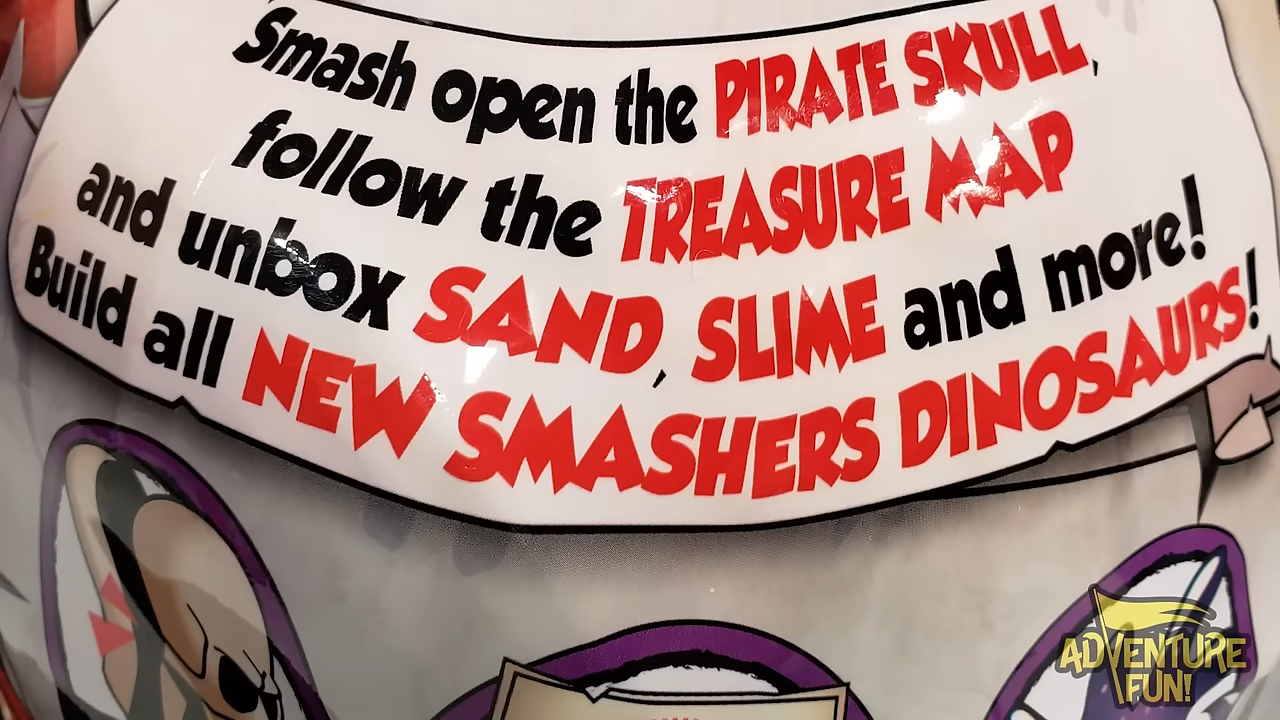 Smash open the PIRATE SKULL,
follow the TREASURE MAP
and unbox SAND, SLIME and more!
Build all NEW SMASHERS DINOSAURS!
ADVENTURE
FUN!